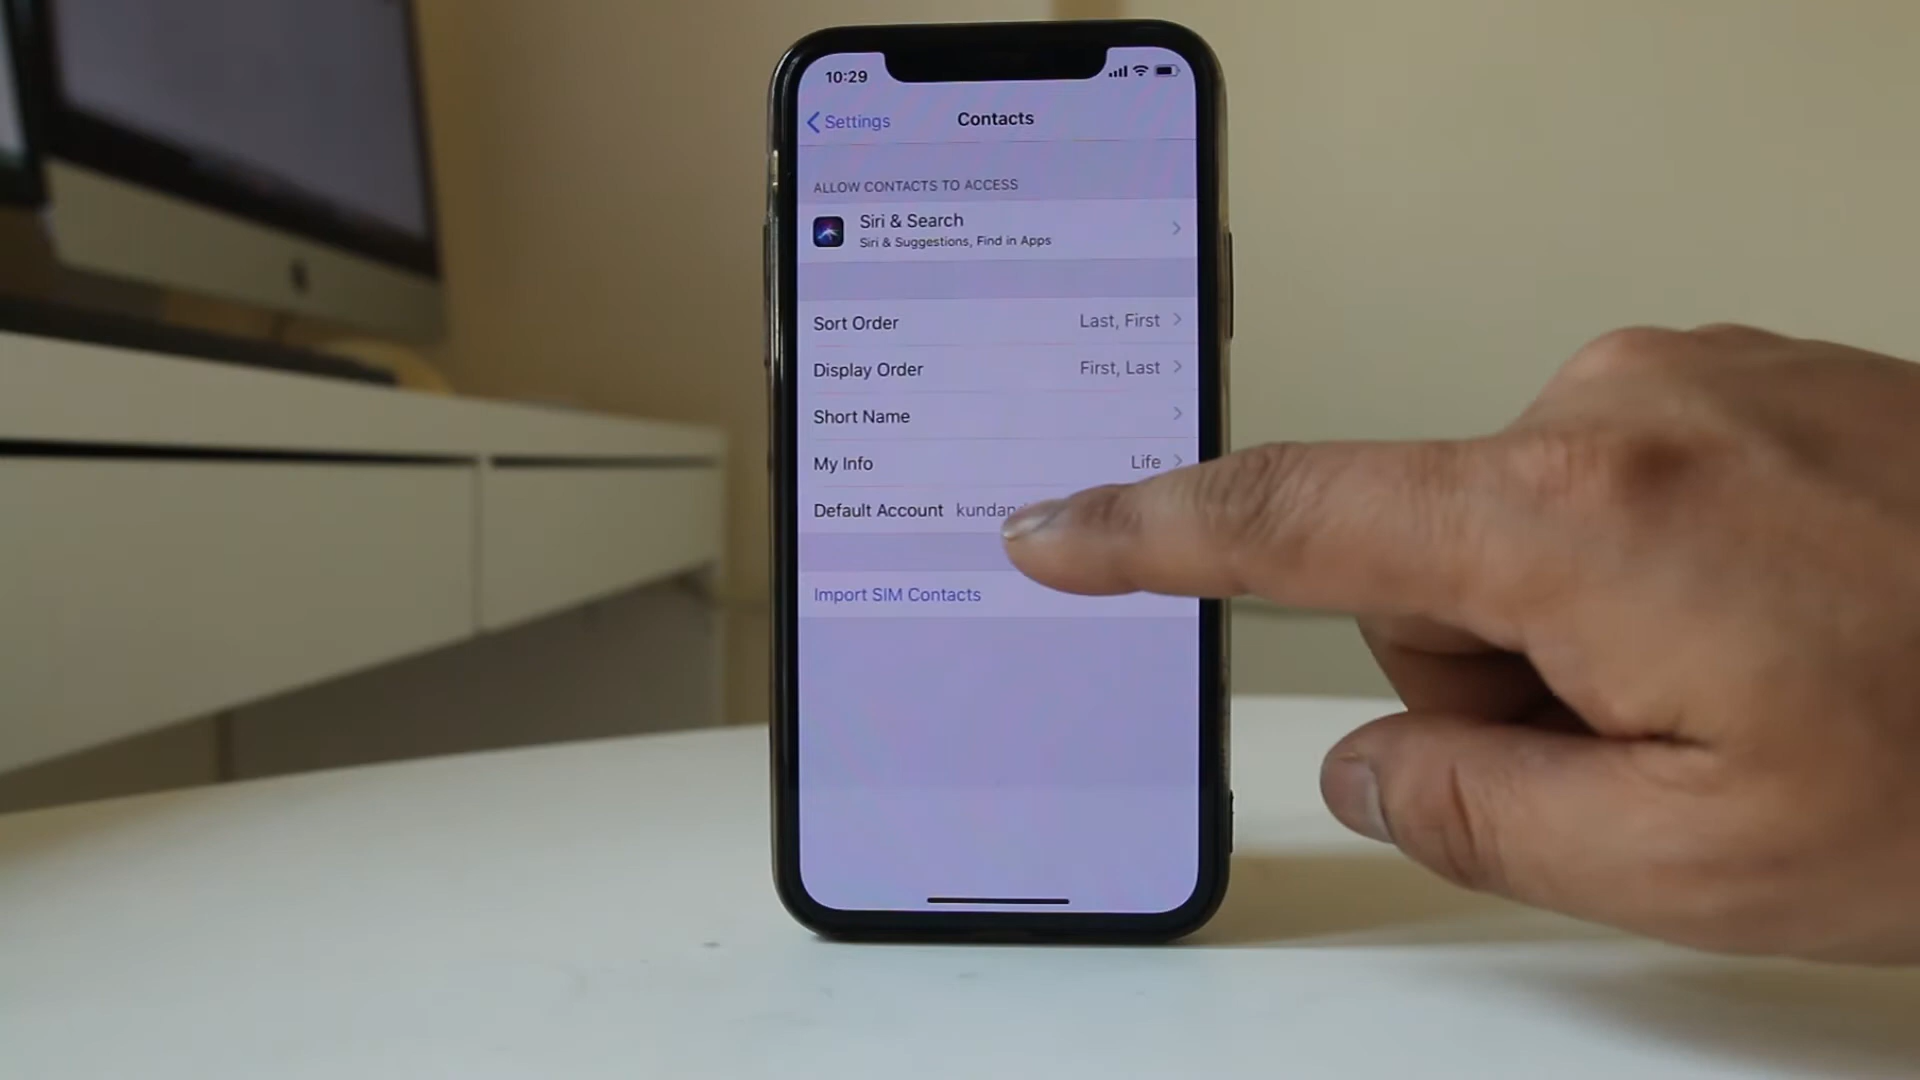 10:29
Settings
Contacts
ALLOW CONTACTS TO ACCESS
Siri & Search
Siri & Suggestions, Find in Apps
Sort Order Last, First
Display Order First, Last
Short Name
My Info Life
Default Account
Import SIM Contacts